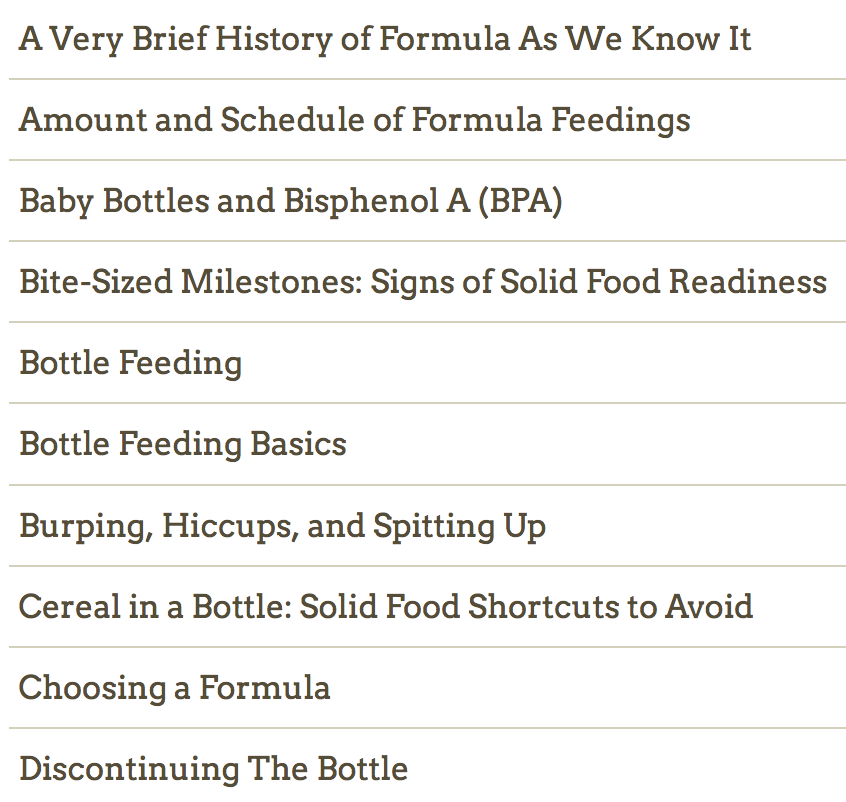 A Very Brief History of Formula As We Know It
Amount and Schedule of Formula Feedings
Baby Bottles and Bisphenol A (BPA)
Bite-Sized Milestones: Signs of Solid Food Readiness
Bottle Feeding
Bottle Feeding Basics
Burping, Hiccups, and Spitting Up
Cereal in a Bottle: Solid Food Shortcuts to Avoid
Choosing a Formula
Discontinuing The Bottle